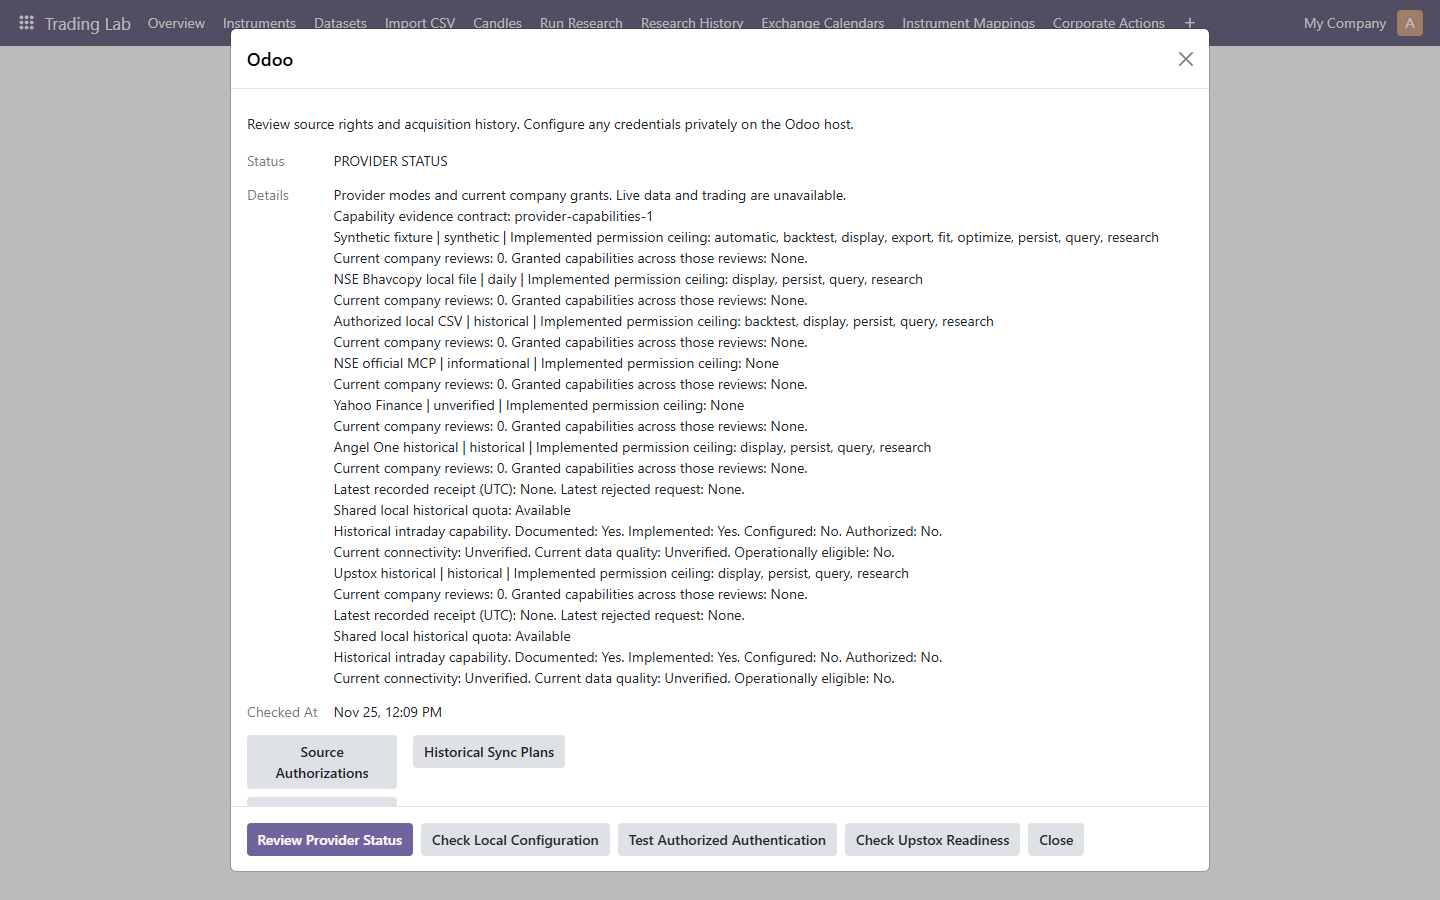 Trading Lab Overview Instruments Datasets Import CSV Candles Run Research Research History Exchange Calendars Instrument Mappings Corporate Actions + My Company A
Odoo
Review source rights and acquisition history. Configure any credentials privately on the Odoo host.
Status PROVIDER STATUS
Details Provider modes and current company grants. Live data and trading are unavailable.
Capability evidence contract: provider-capabilities-1
Synthetic fixture | synthetic | Implemented permission ceiling: automatic, backtest, display, export, fit, optimize, persist, query, research
Current company reviews: 0. Granted capabilities across those reviews: None.
NSE Bhavcopy local file | daily | Implemented permission ceiling: display, persist, query, research
Current company reviews: 0. Granted capabilities across those reviews: None.
Authorized local CSV | historical | Implemented permission ceiling: backtest, display, persist, query, research
Current company reviews: 0. Granted capabilities across those reviews: None.
NSE official MCP | informational | Implemented permission ceiling: None
Current company reviews: 0. Granted capabilities across those reviews: None.
Yahoo Finance | unverified | Implemented permission ceiling: None
Current company reviews: 0. Granted capabilities across those reviews: None.
Angel One historical | historical | Implemented permission ceiling: display, persist, query, research
Current company reviews: 0. Granted capabilities across those reviews: None.
Latest recorded receipt (UTC): None. Latest rejected request: None.
Shared local historical quota: Available
Historical intraday capability. Documented: Yes. Implemented: Yes. Configured: No. Authorized: No.
Current connectivity: Unverified. Current data quality: Unverified. Operationally eligible: No.
Upstox historical | historical | Implemented permission ceiling: display, persist, query, research
Current company reviews: 0. Granted capabilities across those reviews: None.
Latest recorded receipt (UTC): None. Latest rejected request: None.
Shared local historical quota: Available
Historical intraday capability. Documented: Yes. Implemented: Yes. Configured: No. Authorized: No.
Current connectivity: Unverified. Current data quality: Unverified. Operationally eligible: No.
Checked At Nov 25, 12:09 PM
Source
Authorizations
Historical Sync Plans
Review Provider Status Check Local Configuration Test Authorized Authentication Check Upstox Readiness Close